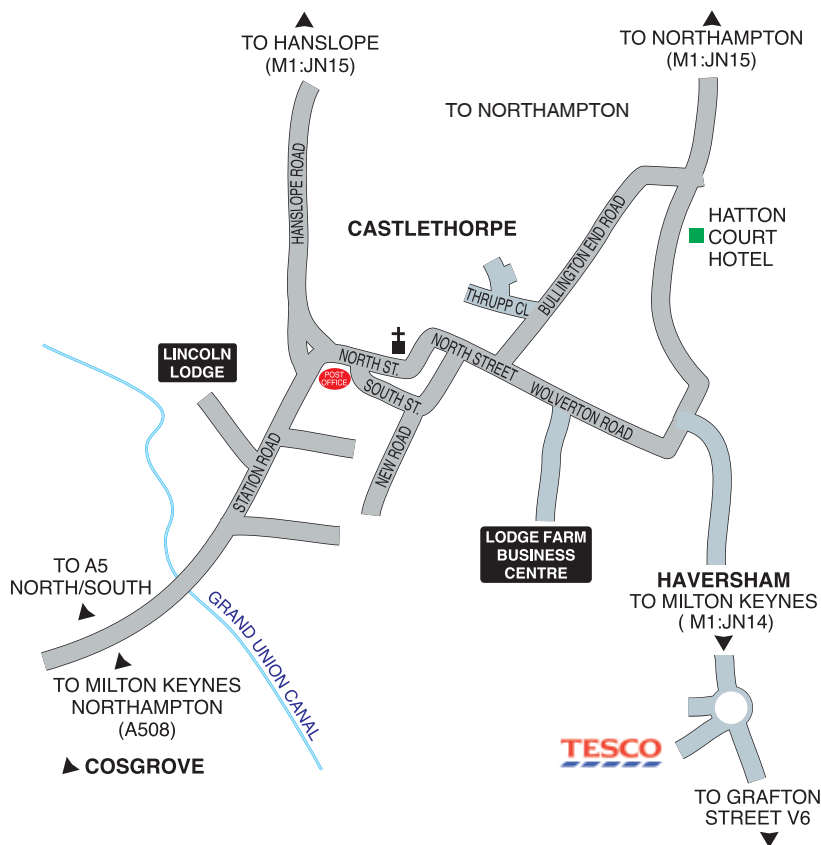 TO HANSLOPE
(M1:JN15)
TO NORTHAMPTON
(M1:JN15)
TO NORTHAMPTON
HANSLOPE ROAD
CASTLETHORPE
BULLINGTON END ROAD
HATTON
COURT
HOTEL
THRUPP CL
LINCOLN
LODGE
NORTH ST.
NORTH STREET
POST
OFFICE
SOUTH ST.
WOLVERTON ROAD
STATION ROAD
NEW ROAD
LODGE FARM
BUSINESS
CENTRE
TO A5
NORTH/SOUTH
HAVERSHAM
TO MILTON KEYNES
( M1:JN14)
GRAND UNION CANAL
TO MILTON KEYNES
NORTHAMPTON
(A508)
COSGROVE
TESCO
TO GRAFTON
STREET V6